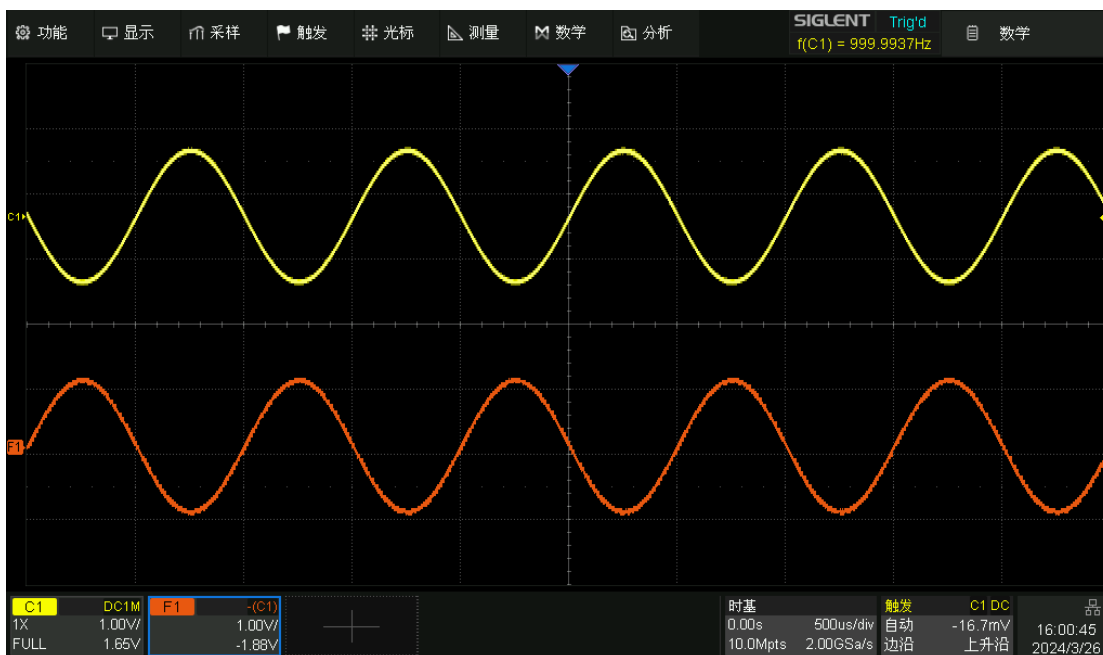 功能 显示 采样 触发 光标 测量 数学 分析 SIGLENT Trig'd 数学
f(C1) = 999.9937Hz
C1
F1
C1 DC1M F1 -(C1) 时基 触发 C1 DC
1X 1.00V/ 1.00V/ 0.00s 500us/div 自动 -16.7mV 16:00:45
FULL 1.65V -1.88V 10.0Mpts 2.00GSa/s 边沿 上升沿 2024/3/26